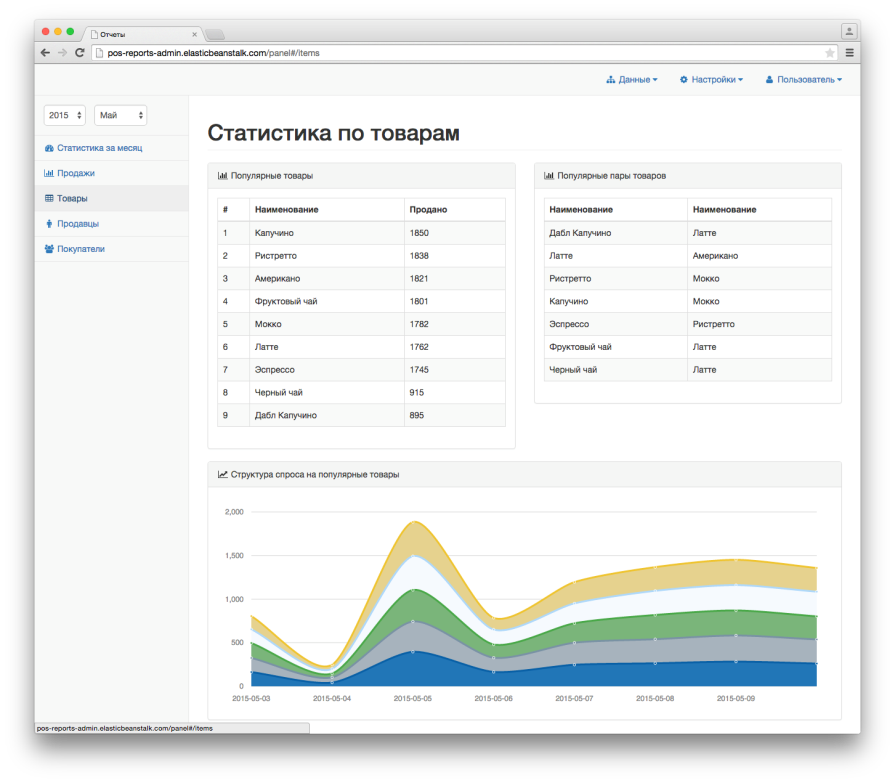 Отчеты
pos-reports-admin.elasticbeanstalk.com/panel#/items
Данные Настройки Пользователь
2015 Май
Статистика за месяц
Продажи
Товары
Продавцы
Покупатели
Статистика по товарам
Популярные товары
# Наименование Продано
1 Капучино 1850
2 Ристретто 1838
3 Американо 1821
4 Фруктовый чай 1801
5 Мокко 1782
6 Латте 1762
7 Эспрессо 1745
8 Черный чай 915
9 Дабл Капучино 895
Популярные пары товаров
Наименование Наименование
Дабл Капучино Латте
Латте Американо
Ристретто Мокко
Капучино Мокко
Эспрессо Ристретто
Фруктовый чай Латте
Черный чай Латте
Структура спроса на популярные товары
2,000
1,500
1,000
500
0
2015-05-03 2015-05-04 2015-05-05 2015-05-06 2015-05-07 2015-05-08 2015-05-09
pos-reports-admin.elasticbeanstalk.com/panel#/items